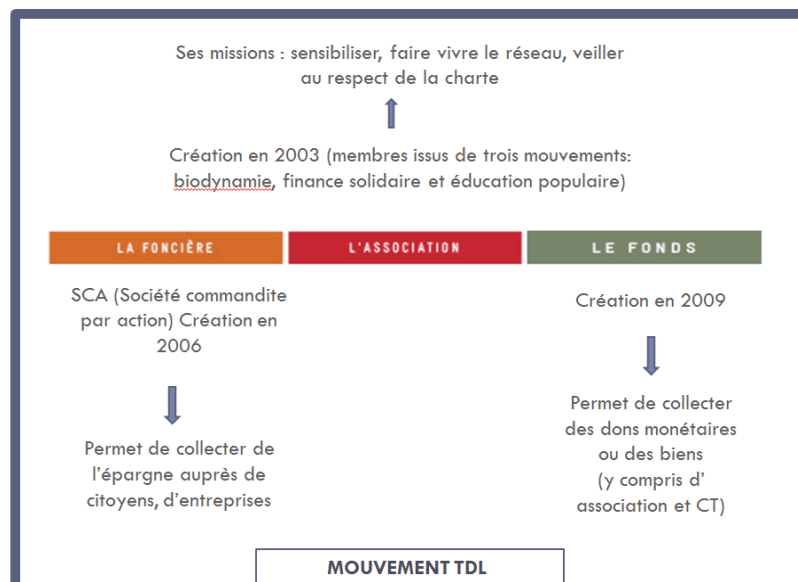 Ses missions : sensibiliser, faire vivre le réseau, veiller
au respect de la charte
Création en 2003 (membres issus de trois mouvements:
biodynamie, finance solidaire et éducation populaire)
LA FONCIÈRE
L'ASSOCIATION
LE FONDS
SCA (Société commandite
par action) Création en
2006
Création en 2009
Permet de collecter de
l'épargne auprès de
citoyens, d'entreprises
Permet de collecter
des dons monétaires
ou des biens
(y compris d'
association et CT)
MOUVEMENT TDL